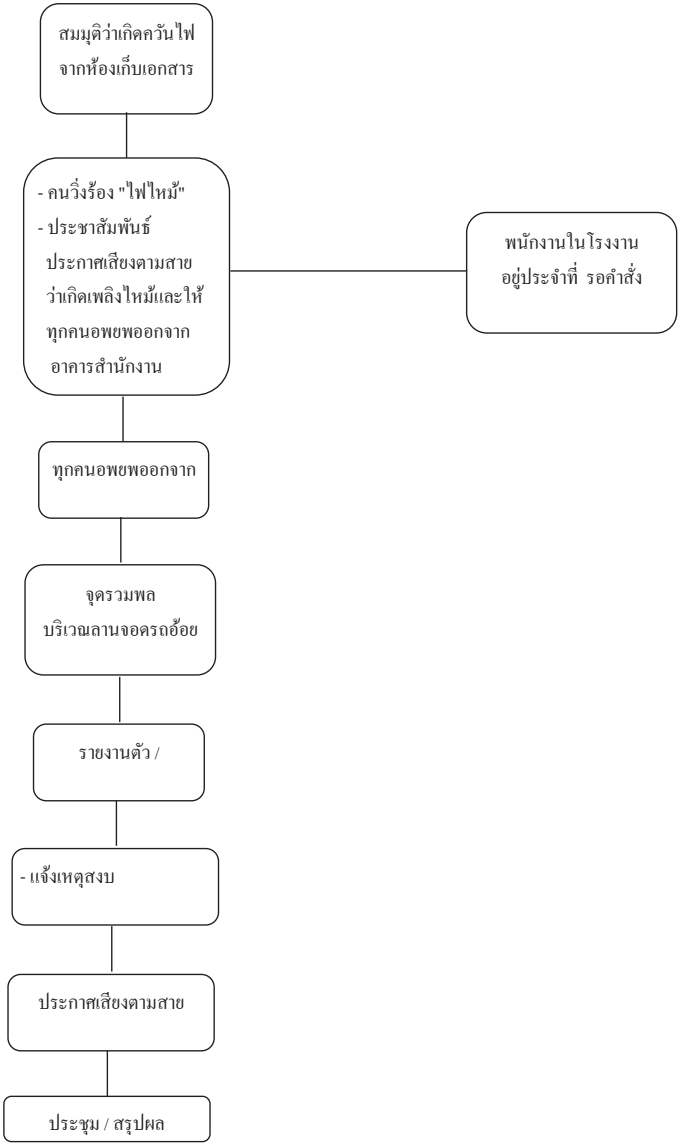 สมมุติว่าเกิดควันไฟ
จากห้องเก็บเอกสาร
- คนวิ่งร้อง "ไฟไหม้"
- ประชาสัมพันธ์
ประกาศเสียงตามสาย
ว่าเกิดเพลิงไหม้และให้
ทุกคนอพยพออกจาก
อาคารสำนักงาน
พนักงานในโรงงาน
อยู่ประจำที่ รอคำสั่ง
ทุกคนอพยพออกจาก
จุดรวมพล
บริเวณลานจอดรถอ้อย
รายงานตัว /
- แจ้งเหตุสงบ
ประกาศเสียงตามสาย
ประชุม / สรุปผล